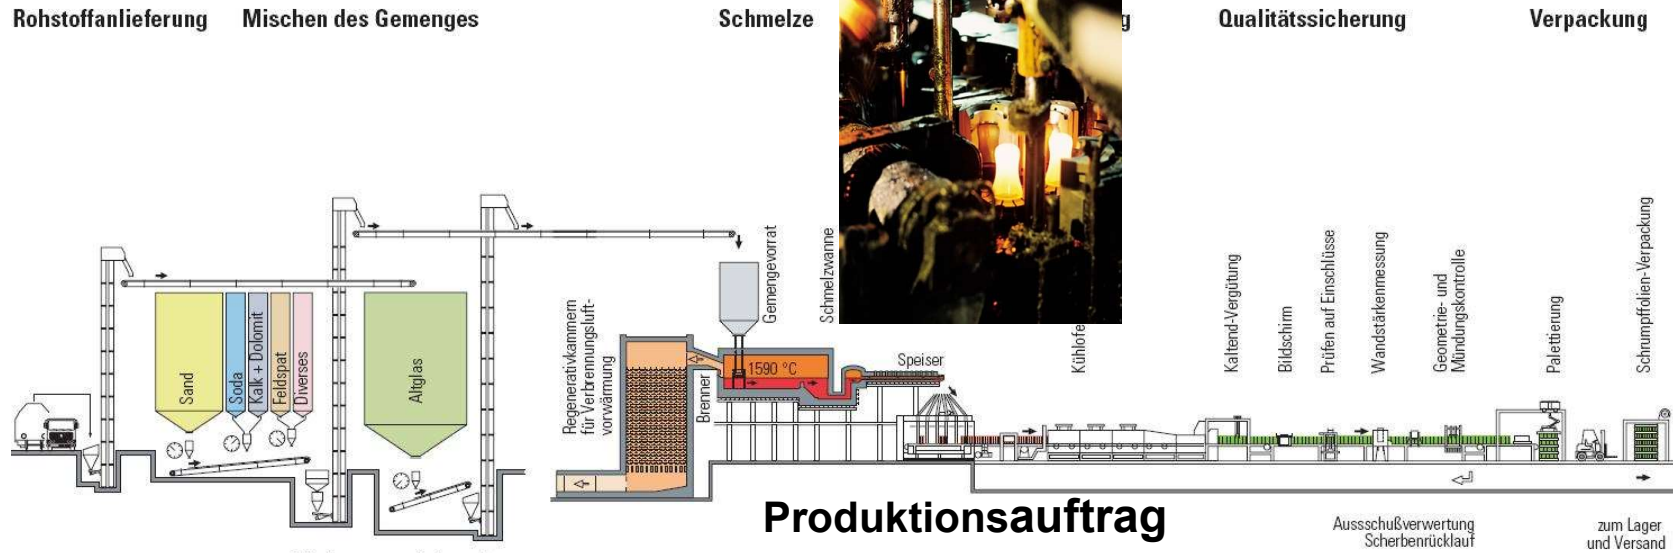 Rohstoffanlieferung
Mischen des Gemenges
Schmelze
g
Qualitätssicherung
Verpackung
Sand
Soda
Kalk + Dolomit
Feldspat
Diverses
Altglas
Regenerativkammern
für Verbrennungsluft-
vorwärmung
Brenner
Gemengevorrat
Schmelzwanne
1590 °C
Speiser
Kühlofe
Kaltend-Vergütung
Bildschirm
Prüfen auf Einschlüsse
Wandstärkenmessung
Geometrie- und
Mündungskontrolle
Palettierung
Schrumpffolien-Verpackung
Produktionsauftrag
Aussschußverwertung
Scherbenrücklauf
zum Lager
und Versand